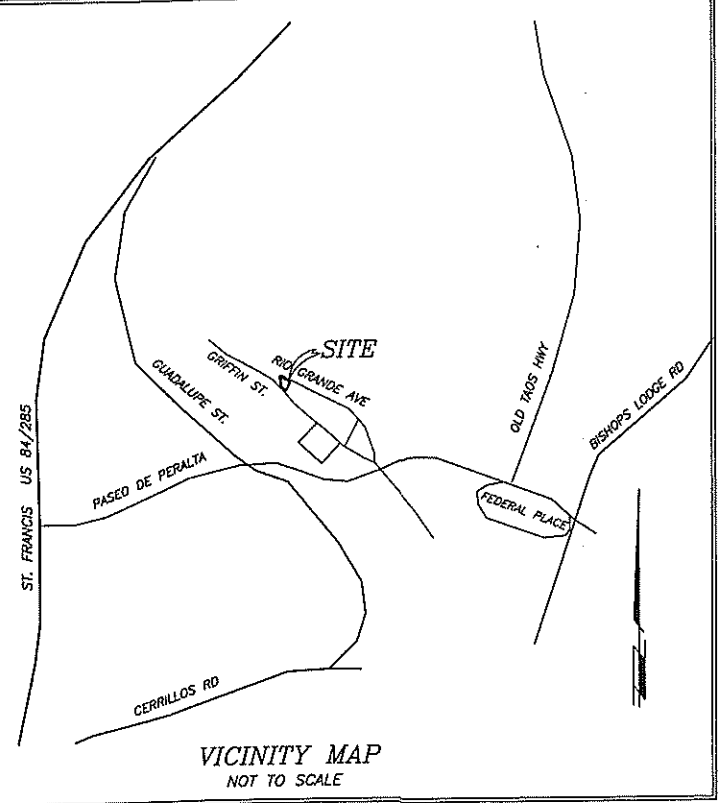 SITE
RIO GRANDE AVE
GRIFFIN ST.
GUADALUPE ST.
OLD TAOS HWY
BISHOPS LODGE RD
ST. FRANCIS US 84/285
PASEO DE PERALTA
FEDERAL PLACE
CERRILLOS RD
VICINITY MAP
NOT TO SCALE